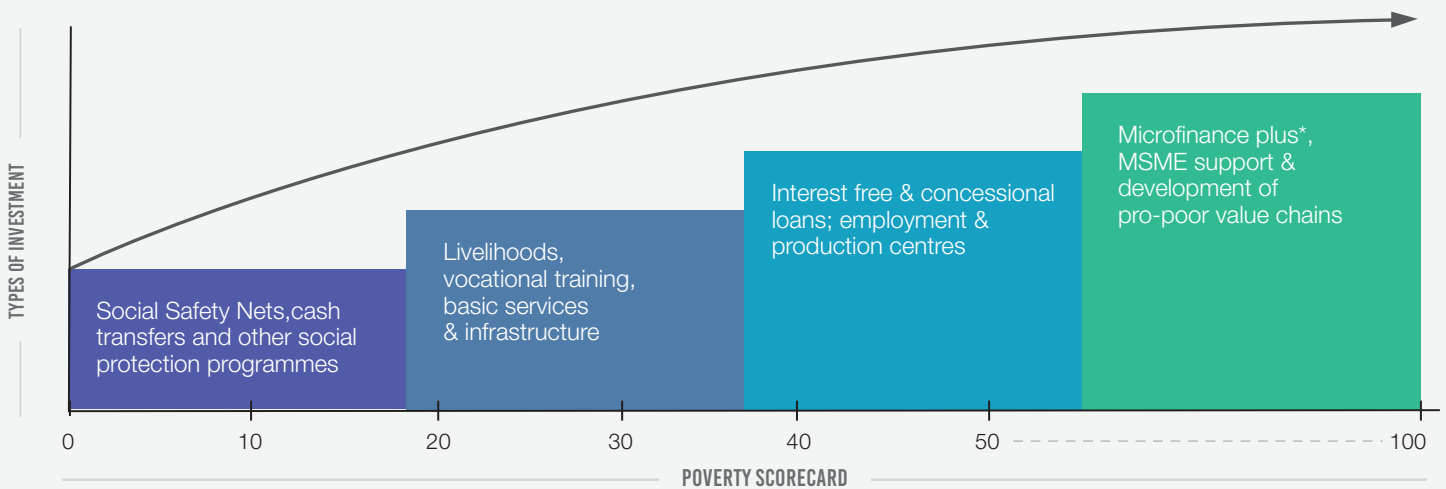 TYPES OF INVESTMENT
Social Safety Nets,cash
transfers and other social
protection programmes
Livelihoods,
vocational training,
basic services
& infrastructure
Interest free & concessional
loans; employment &
production centres
Microfinance plus*,
MSME support &
development of
pro-poor value chains
0 10 20 30 40 50 100
POVERTY SCORECARD